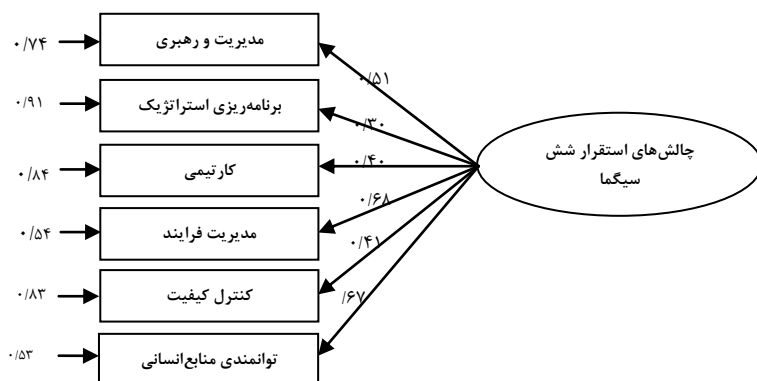 ۰/۷۴
مدیریت و رهبری
۰/۵۱
۰/۹۱
برنامه‌ریزی استراتژیک
۰/۳۰
چالش‌های استقرار شش
سیگما
۰/۸۴
کارتیمی
۰/۴۰
۰/۵۴
مدیریت فرایند
۰/۶۸
۰/۸۳
کنترل کیفیت
۰/۴۱
۰/۵۳
توانمندی منابع‌انسانی
/۶۷